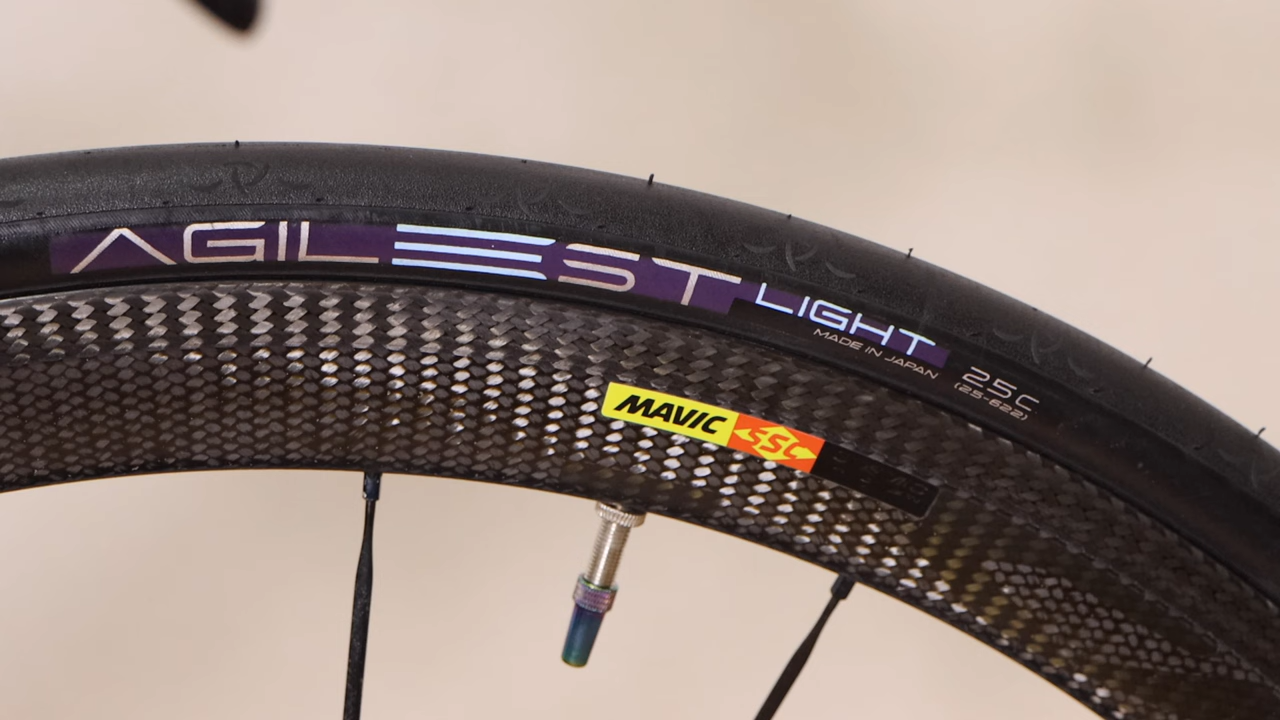 AGILEST LIGHT
MADE IN JAPAN
25C
(25-622)
MAVIC SSC